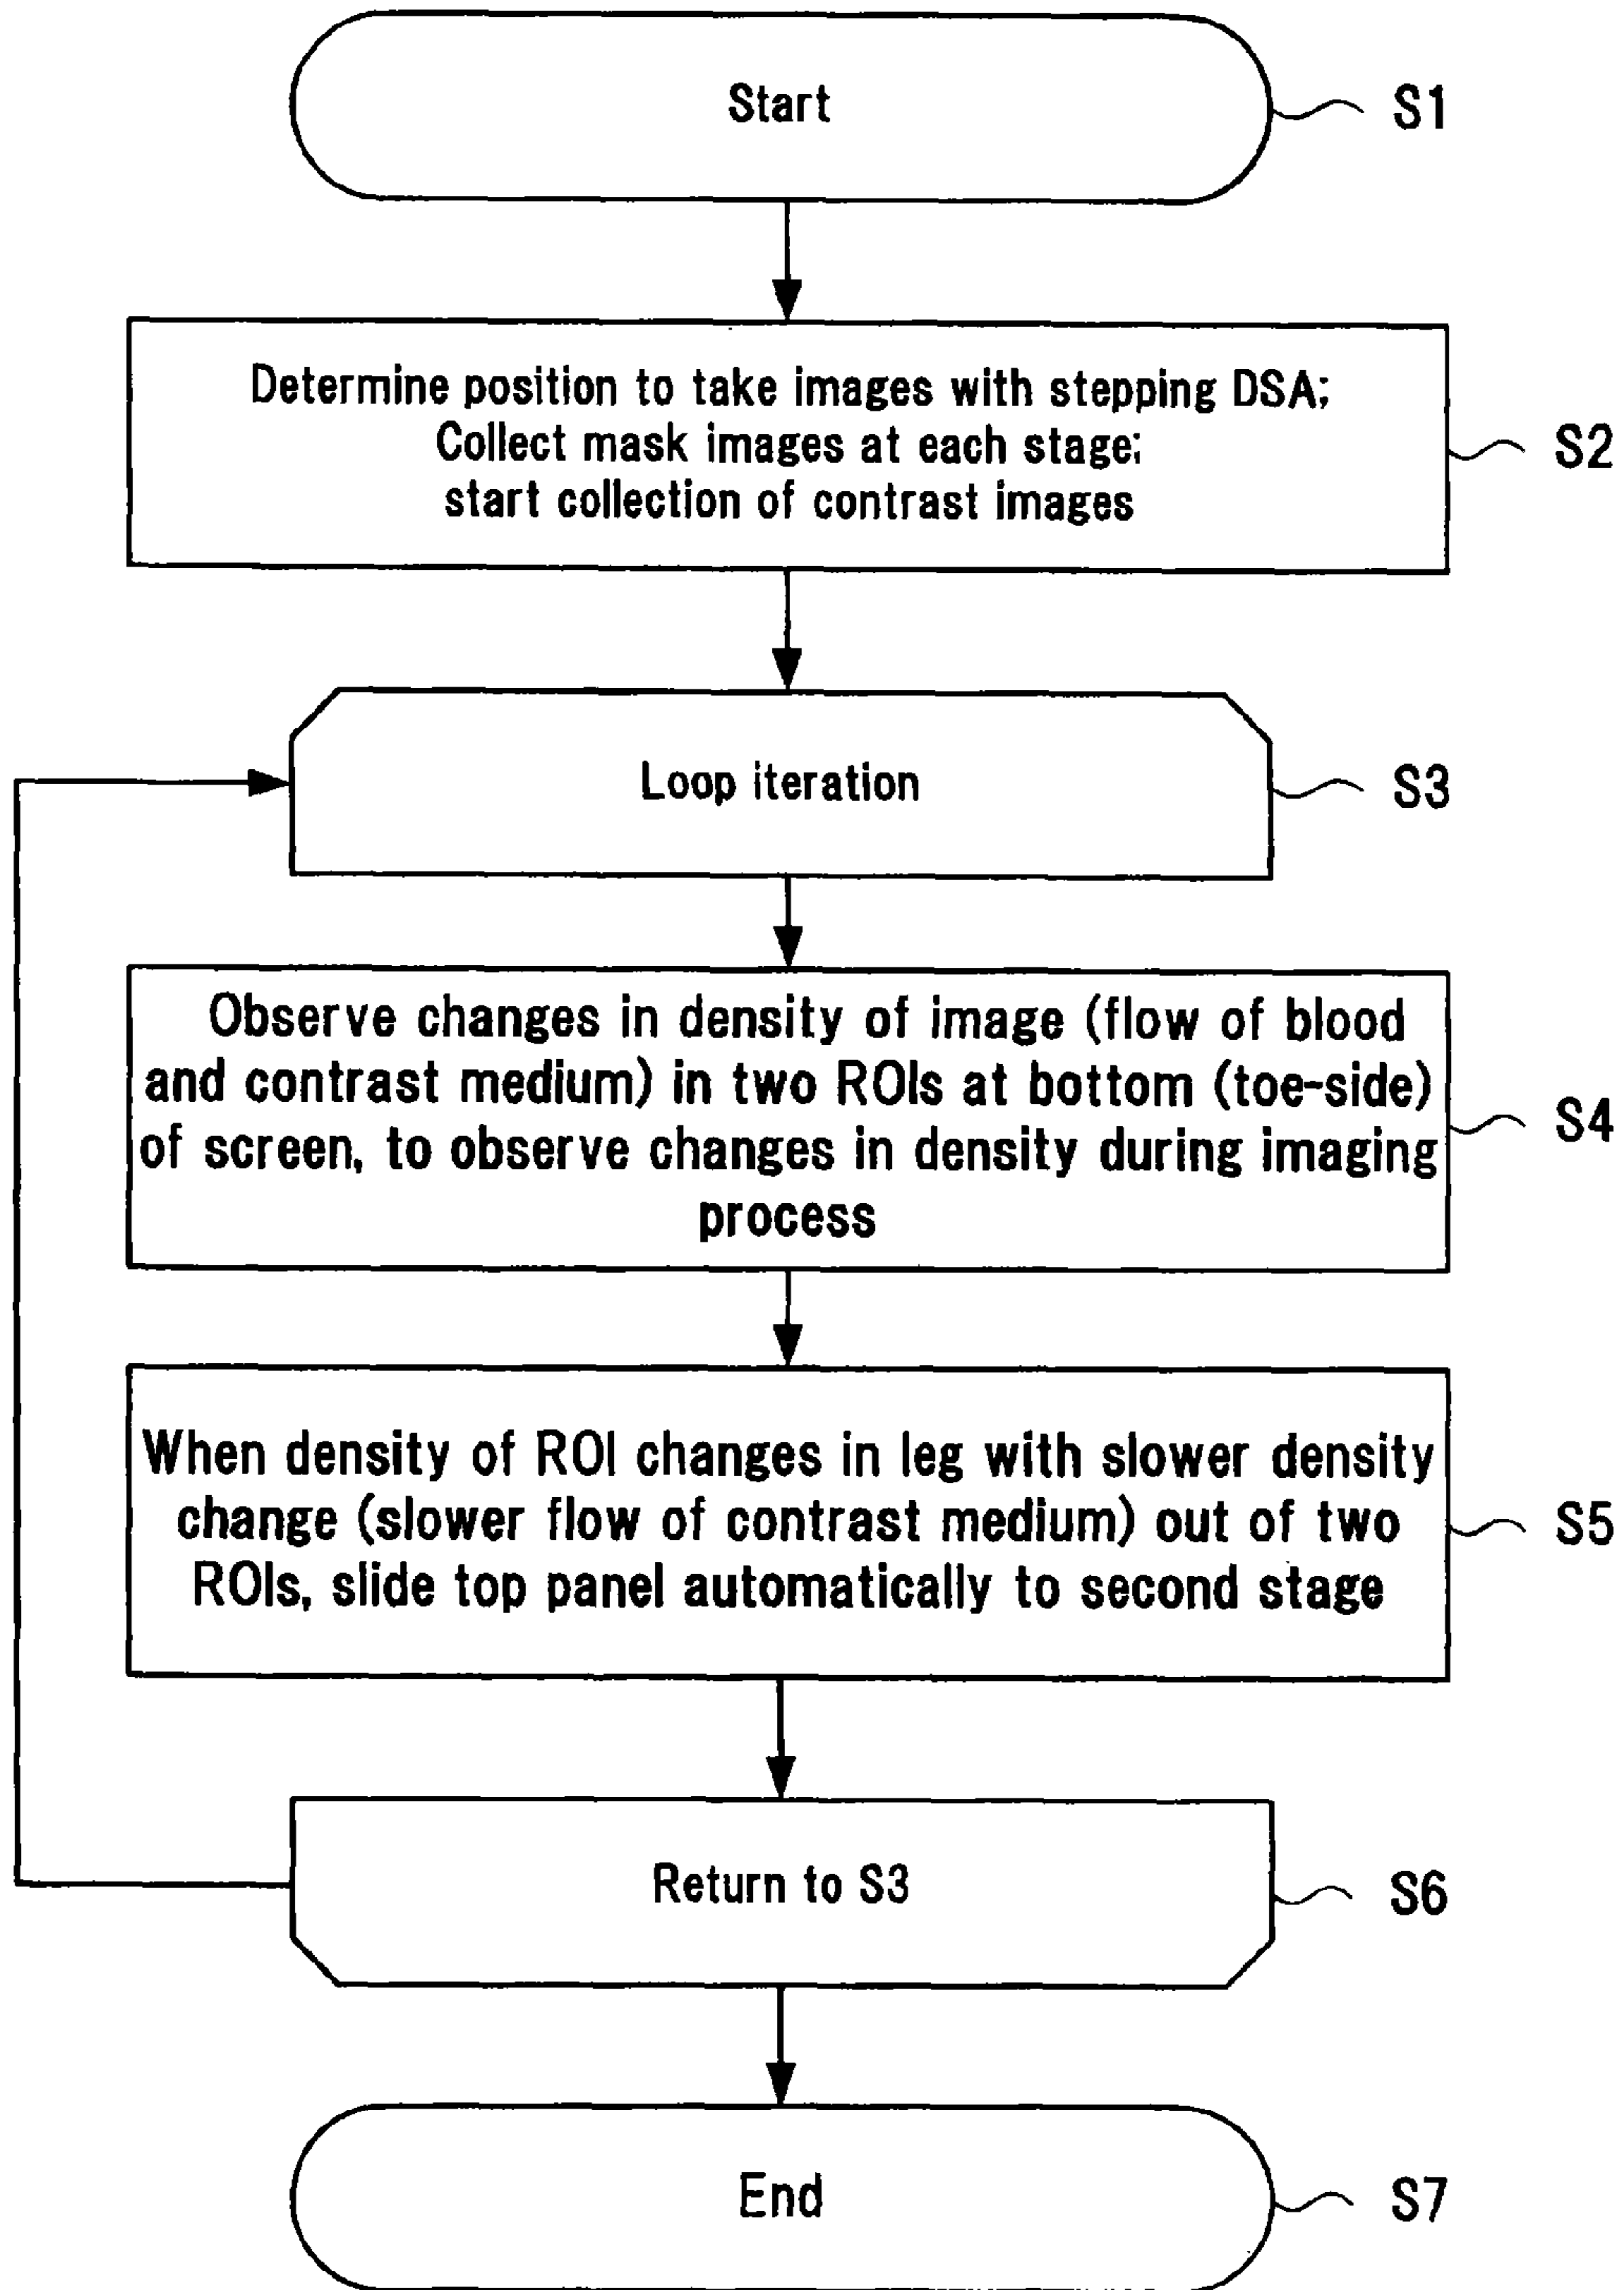 Start
S1
Determine position to take images with stepping DSA;
Collect mask images at each stage;
start collection of contrast images
S2
Loop iteration
S3
Observe changes in density of image (flow of blood
and contrast medium) in two ROIs at bottom (toe-side)
of screen, to observe changes in density during imaging
process
S4
When density of ROI changes in leg with slower density
change (slower flow of contrast medium) out of two
ROIs, slide top panel automatically to second stage
S5
Return to S3
S6
End
S7